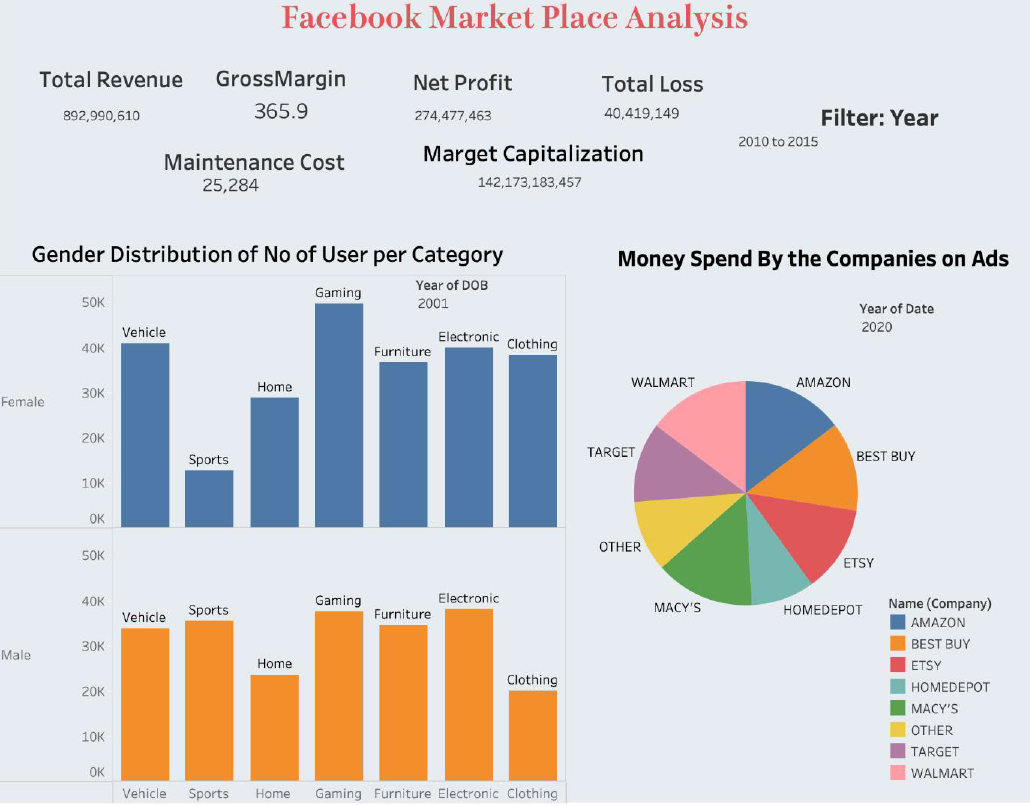 Facebook Market Place Analysis
Total Revenue
892,990,610
GrossMargin
365.9
Net Profit
274,477,463
Total Loss
40,419,149
Filter: Year
2010 to 2015
Maintenance Cost
25,284
Marget Capitalization
142,173,183,457
Gender Distribution of No of User per Category
Year of DOB
2001
Female
50K
40K
30K
20K
10K
0K
Vehicle
Sports
Home
Gaming
Furniture
Electronic
Clothing
Male
50K
40K
30K
20K
10K
0K
Vehicle
Sports
Home
Gaming
Furniture
Electronic
Clothing
Vehicle Sports Home Gaming Furniture Electronic Clothing
Money Spend By the Companies on Ads
Year of Date
2020
WALMART
AMAZON
TARGET
BEST BUY
OTHER
ETSY
MACY'S
HOMEDEPOT
Name (Company)
AMAZON
BEST BUY
ETSY
HOMEDEPOT
MACY'S
OTHER
TARGET
WALMART